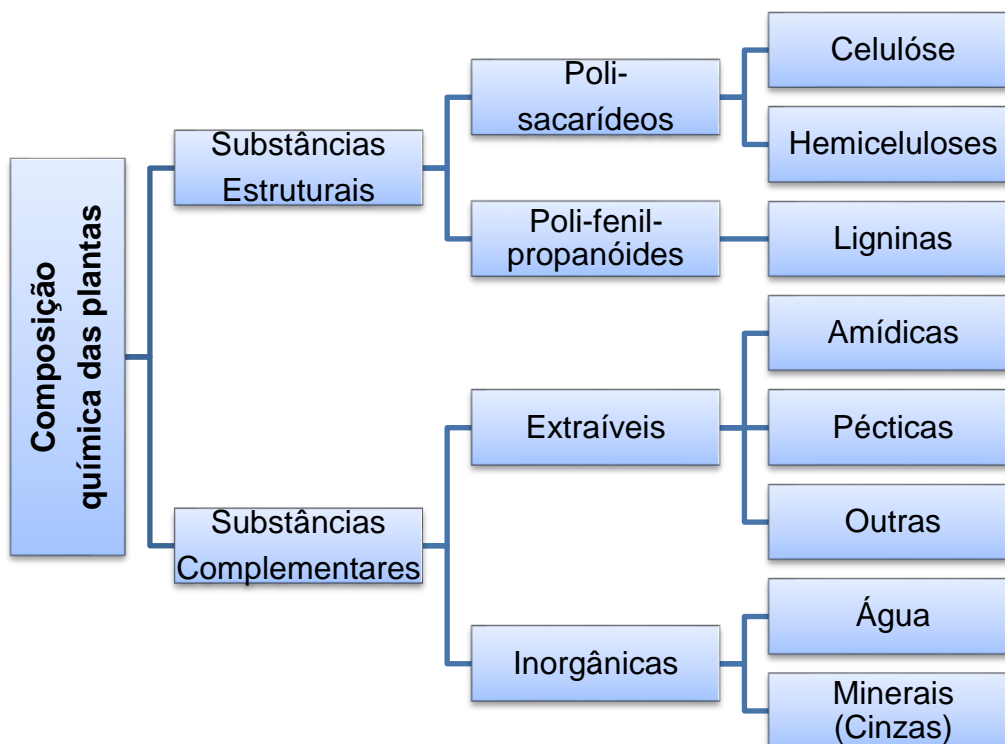 Composição
química das plantas
Substâncias
Estruturais
Poli-
sacarídeos
Celulóse
Hemiceluloses
Poli-fenil-
propanóides
Ligninas
Substâncias
Complementares
Extraíveis
Amídicas
Pécticas
Outras
Inorgânicas
Água
Minerais
(Cinzas)